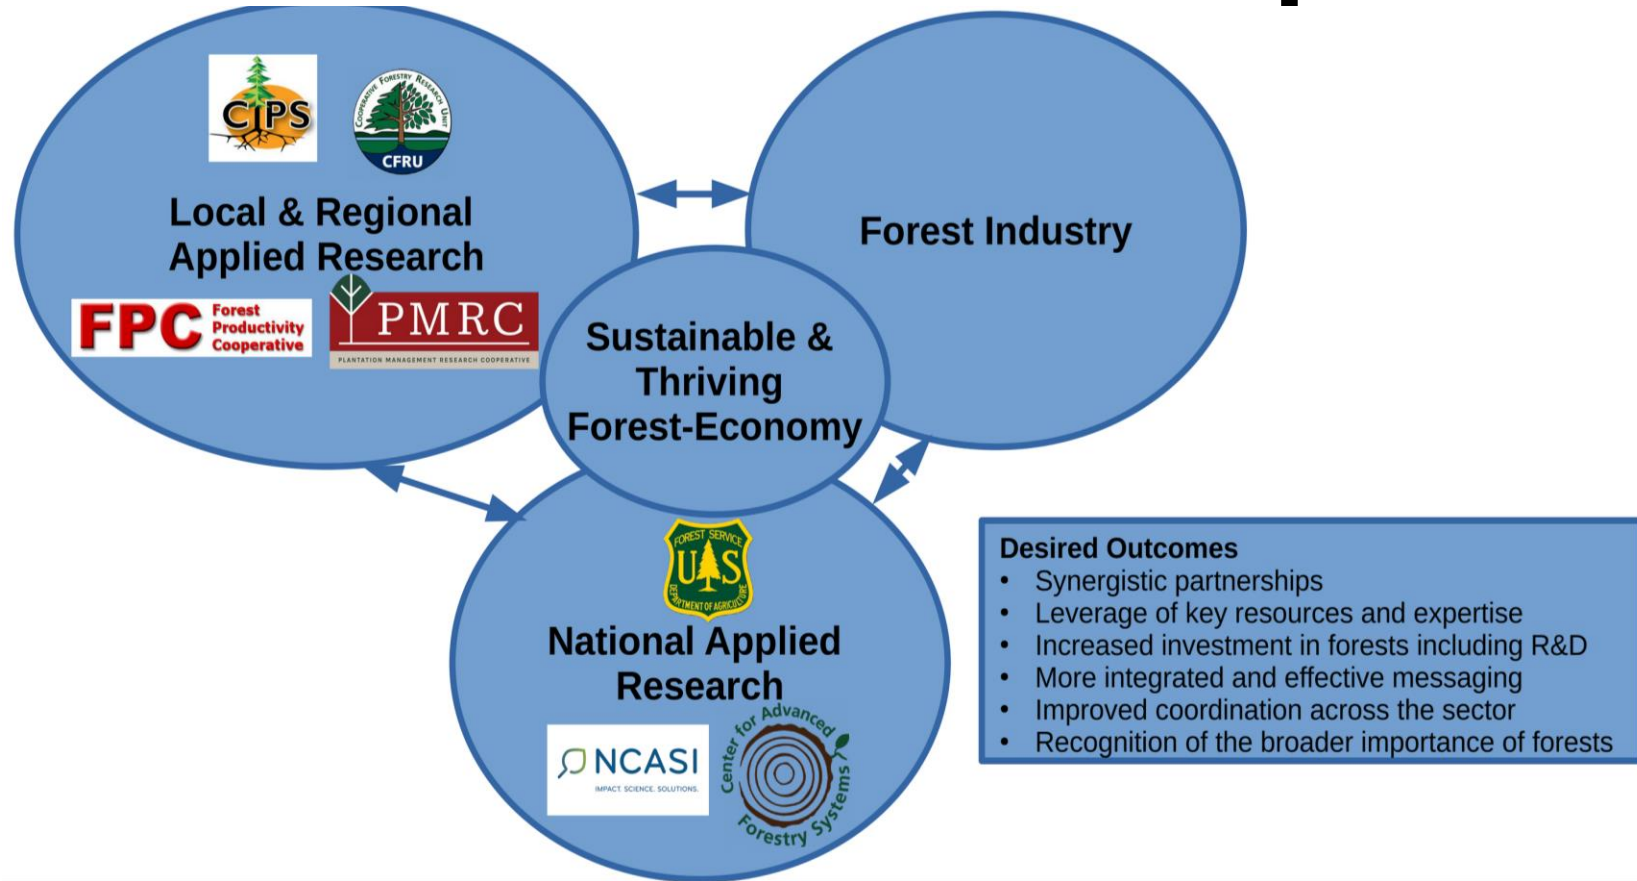 CIPS
COOPERATIVE FORESTRY RESEARCH UNIT
CFRU
Local & Regional
Applied Research
FPC
Forest
Productivity
Cooperative
PMRC
PLANTATION MANAGEMENT RESEARCH COOPERATIVE
Forest Industry
Sustainable &
Thriving
Forest-Economy
FOREST SERVICE
U S
DEPARTMENT OF AGRICULTURE
National Applied
Research
NCASI
IMPACT. SCIENCE. SOLUTIONS.
Center for Advanced
Forestry Systems
Desired Outcomes
• Synergistic partnerships
• Leverage of key resources and expertise
• Increased investment in forests including R&D
• More integrated and effective messaging
• Improved coordination across the sector
• Recognition of the broader importance of forests